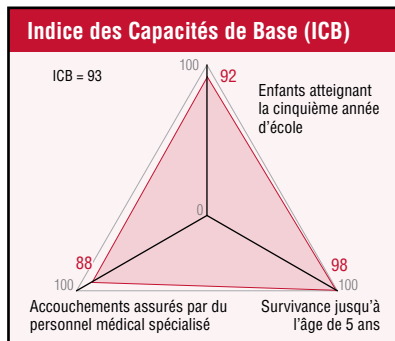 Indice des Capacités de Base (ICB)
ICB = 93
100
92
Enfants atteignant
la cinquième année
d'école
0
88
98
100
100
Accouchements assurés par du
personnel médical spécialisé
Survivance jusqu'à
l'âge de 5 ans